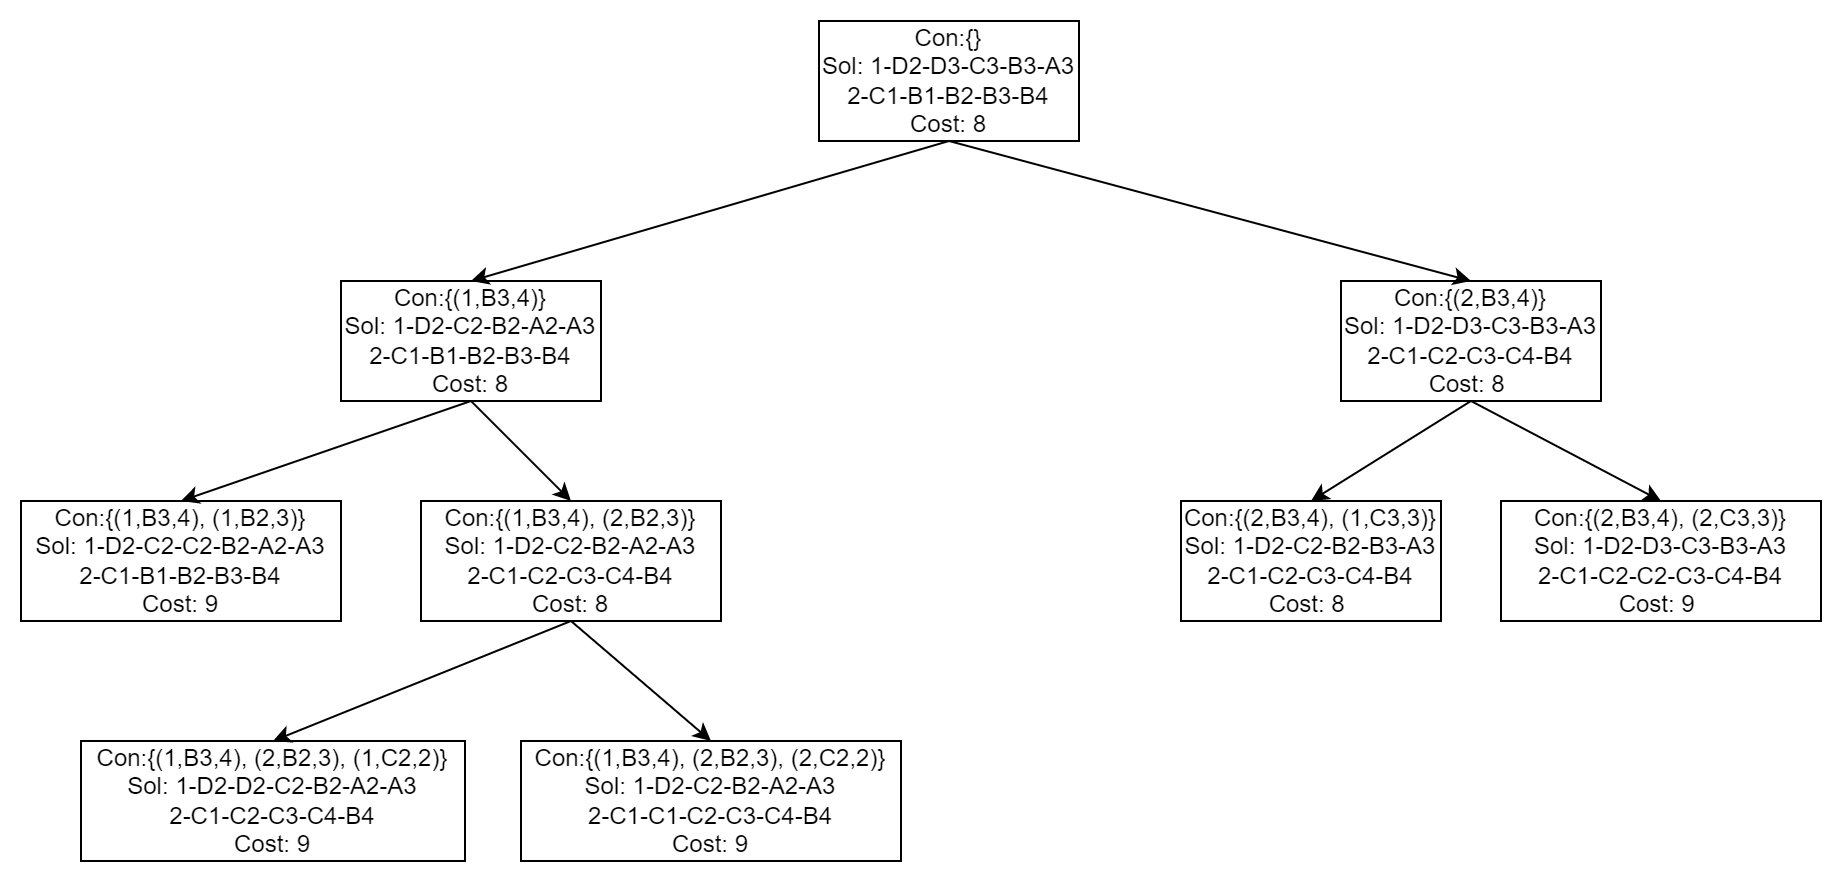 Con:{}
Sol: 1-D2-D3-C3-B3-A3
2-C1-B1-B2-B3-B4
Cost: 8
Con:{(1,B3,4)}
Sol: 1-D2-C2-B2-A2-A3
2-C1-B1-B2-B3-B4
Cost: 8
Con:{(2,B3,4)}
Sol: 1-D2-D3-C3-B3-A3
2-C1-C2-C3-C4-B4
Cost: 8
Con:{(1,B3,4), (1,B2,3)}
Sol: 1-D2-C2-C2-B2-A2-A3
2-C1-B1-B2-B3-B4
Cost: 9
Con:{(1,B3,4), (2,B2,3)}
Sol: 1-D2-C2-B2-A2-A3
2-C1-C2-C3-C4-B4
Cost: 8
Con:{(2,B3,4), (1,C3,3)}
Sol: 1-D2-C2-B2-B3-A3
2-C1-C2-C3-C4-B4
Cost: 8
Con:{(2,B3,4), (2,C3,3)}
Sol: 1-D2-D3-C3-B3-A3
2-C1-C2-C2-C3-C4-B4
Cost: 9
Con:{(1,B3,4), (2,B2,3), (1,C2,2)}
Sol: 1-D2-D2-C2-B2-A2-A3
2-C1-C2-C3-C4-B4
Cost: 9
Con:{(1,B3,4), (2,B2,3), (2,C2,2)}
Sol: 1-D2-C2-B2-A2-A3
2-C1-C1-C2-C3-C4-B4
Cost: 9